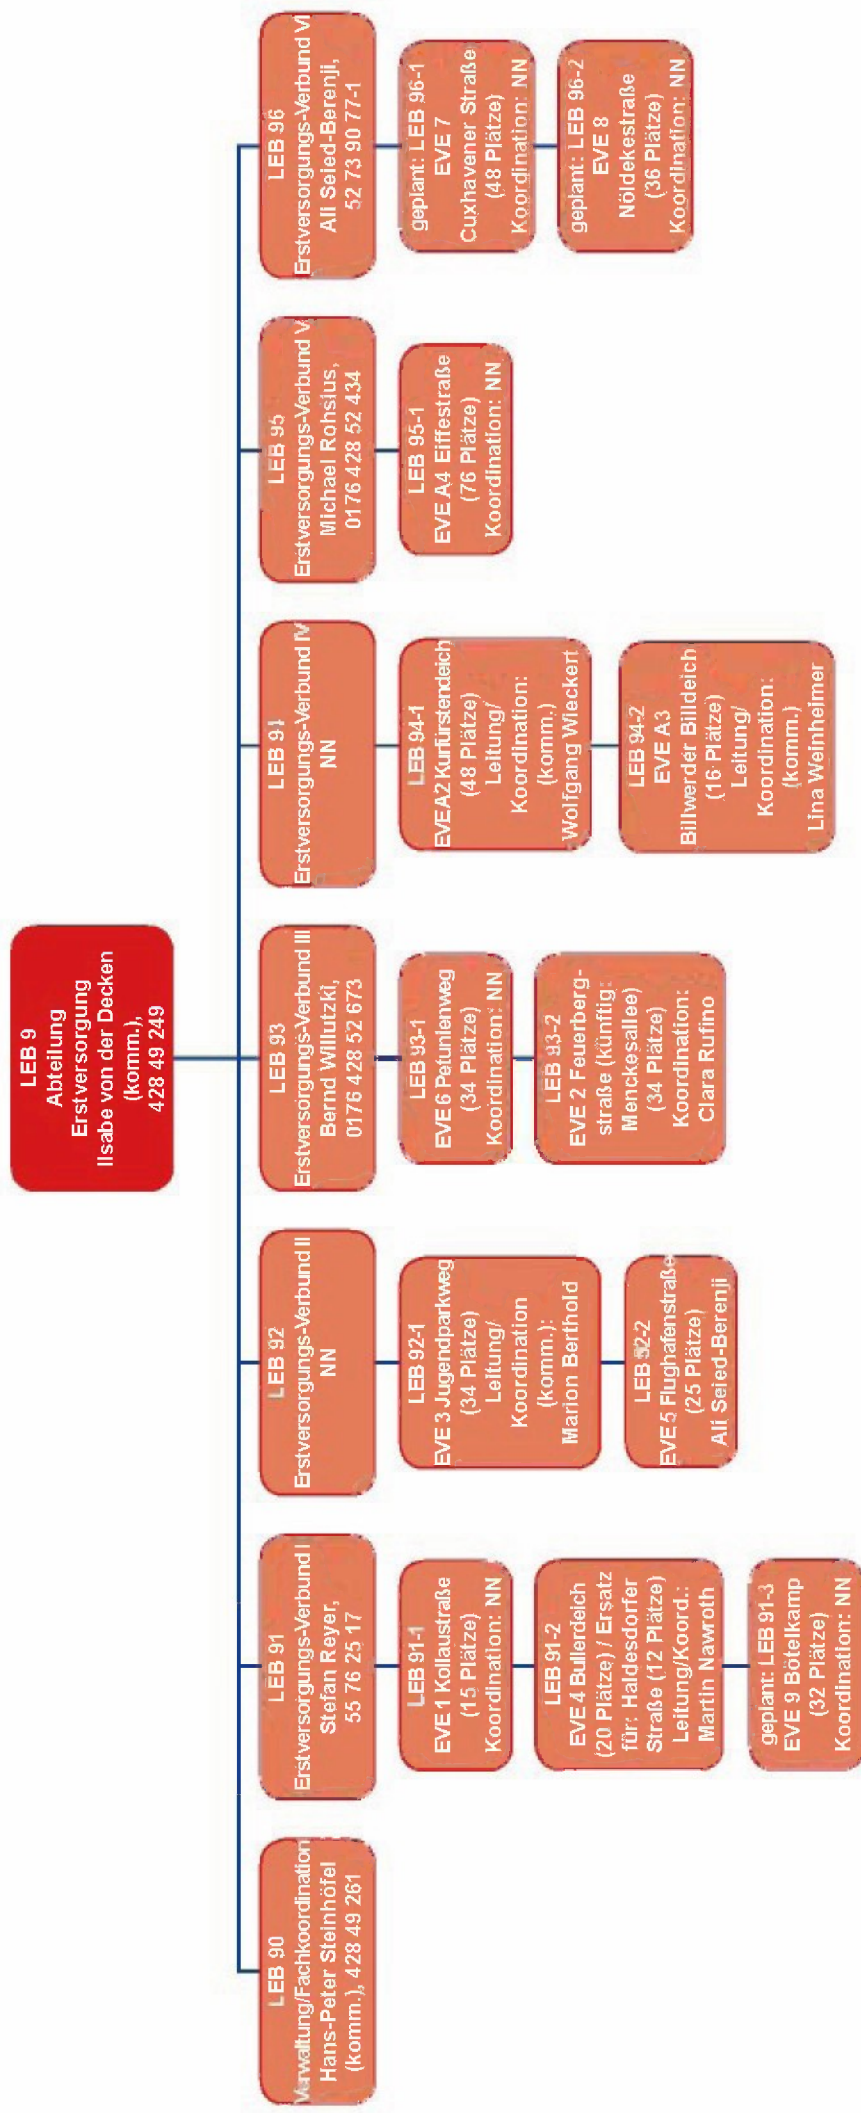 LEB 9
Abteilung
Erstversorgung
Ilsabe von der Decken
(komm.),
428 49 249
LEB 90
Verwaltung/Fachkoordination
Hans-Peter Steinhöfel
(komm.), 428 49 261
LEB 91
Erstversorgungs-Verbund I
Stefan Reyer,
55 76 25 17
LEB 91-1
EVE 1 Kollaustraße
(15 Plätze)
Koordination: NN
LEB 91-2
EVE 4 Bullerdeich
(20 Plätze) / Ersatz
für: Haldesdorfer
Straße (12 Plätze)
Leitung/Koord.:
Martin Nawroth
geplant: LEB 91-3
EVE 9 Bötelkamp
(32 Plätze)
Koordination: NN
LEB 92
Erstversorgungs-Verbund II
NN
LEB 92-1
EVE 3 Jugendparkweg
(34 Plätze)
Leitung/
Koordination
(komm.):
Marion Berthold
LEB 92-2
EVE 5 Flughafenstraße
(25 Plätze)
Ali Seied-Berenji
LEB 93
Erstversorgungs-Verbund III
Bernd Willutzki,
0176 428 52 673
LEB 93-1
EVE 6 Petunienweg
(34 Plätze)
Koordination: NN
LEB 93-2
EVE 2 Feuerberg-
straße (künftig:
Menckesallee)
(34 Plätze)
Koordination:
Clara Rufino
LEB 94
Erstversorgungs-Verbund IV
NN
LEB 94-1
EVE A2 Kurfürstendeich
(48 Plätze)
Leitung/
Koordination:
(komm.)
Wolfgang Wieckert
LEB 94-2
EVE A3
Billwerder Billdeich
(16 Plätze)
Leitung/
Koordination:
(komm.)
Lina Weinheimer
LEB 95
Erstversorgungs-Verbund V
Michael Rohsius,
0176 428 52 434
LEB 95-1
EVE A4 Eiffestraße
(76 Plätze)
Koordination: NN
LEB 96
Erstversorgungs-Verbund VI
Ali Seied-Berenji,
52 73 90 77-1
geplant: LEB 96-1
EVE 7
Cuxhavener Straße
(48 Plätze)
Koordination: NN
geplant: LEB 96-2
EVE 8
Nöldekestraße
(36 Plätze)
Koordination: NN